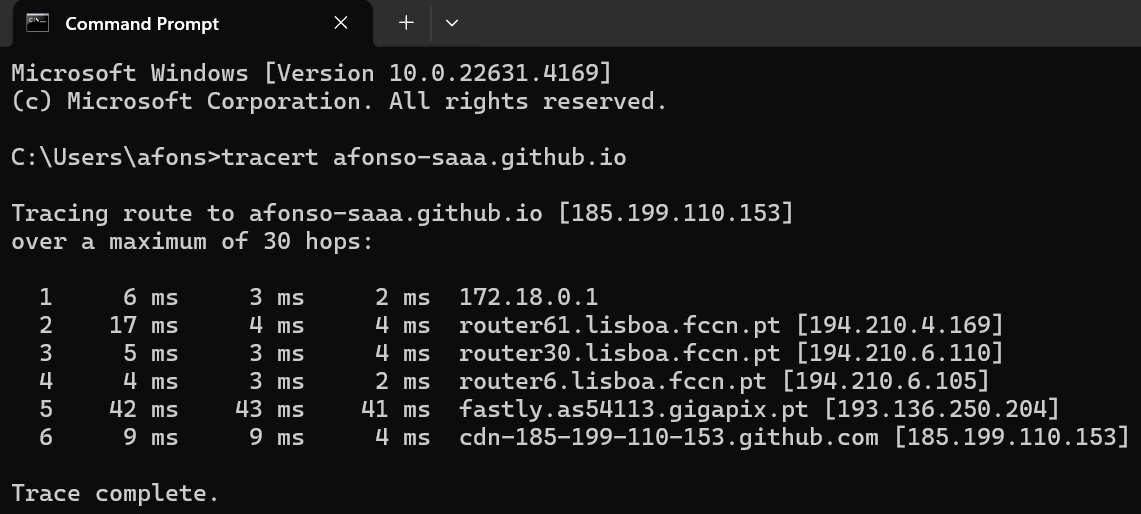 Command Prompt
Microsoft Windows [Version 10.0.22631.4169]
(c) Microsoft Corporation. All rights reserved.
C:\Users\afons>tracert afonso-saaa.github.io
Tracing route to afonso-saaa.github.io [185.199.110.153]
over a maximum of 30 hops:
1 6 ms 3 ms 2 ms 172.18.0.1
2 17 ms 4 ms 4 ms router61.lisboa.fccn.pt [194.210.4.169]
3 5 ms 3 ms 4 ms router30.lisboa.fccn.pt [194.210.6.110]
4 4 ms 3 ms 2 ms router6.lisboa.fccn.pt [194.210.6.105]
5 42 ms 43 ms 41 ms fastly.as54113.gigapix.pt [193.136.250.204]
6 9 ms 9 ms 4 ms cdn-185-199-110-153.github.com [185.199.110.153]
Trace complete.